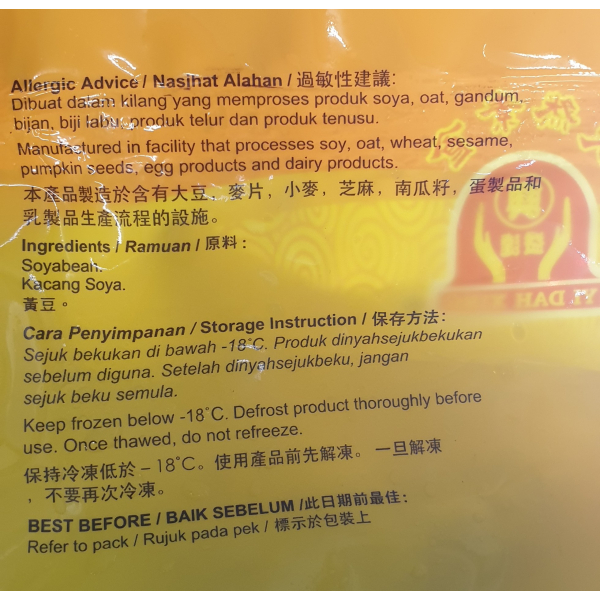 Allergic Advice / Nasihat Alahan / 過敏性建議:
Dibuat dalam kilang yang memproses produk soya, oat, gandum,
bijan, biji labu, produk telur dan produk tenusu.
Manufactured in facility that processes soy, oat, wheat, sesame,
pumpkin seeds, egg products and dairy products.
本產品製造於含有大豆, 麥片, 小麥, 芝麻, 南瓜籽, 蛋製品和
乳製品生產流程的設施。
Ingredients / Ramuan / 原料 :
Soyabean.
Kacang Soya.
黃豆。
Cara Penyimpanan / Storage Instruction / 保存方法:
Sejuk bekukan di bawah -18°C. Produk dinyahsejukbekukan
sebelum diguna. Setelah dinyahsejukbeku, jangan
sejuk beku semula.
Keep frozen below -18°C. Defrost product thoroughly before
use. Once thawed, do not refreeze.
保持冷凍低於 – 18°C。使用產品前先解凍。 一旦解凍
, 不要再次冷凍。
BEST BEFORE / BAIK SEBELUM /此日期前最佳:
Refer to pack / Rujuk pada pek / 標示於包裝上